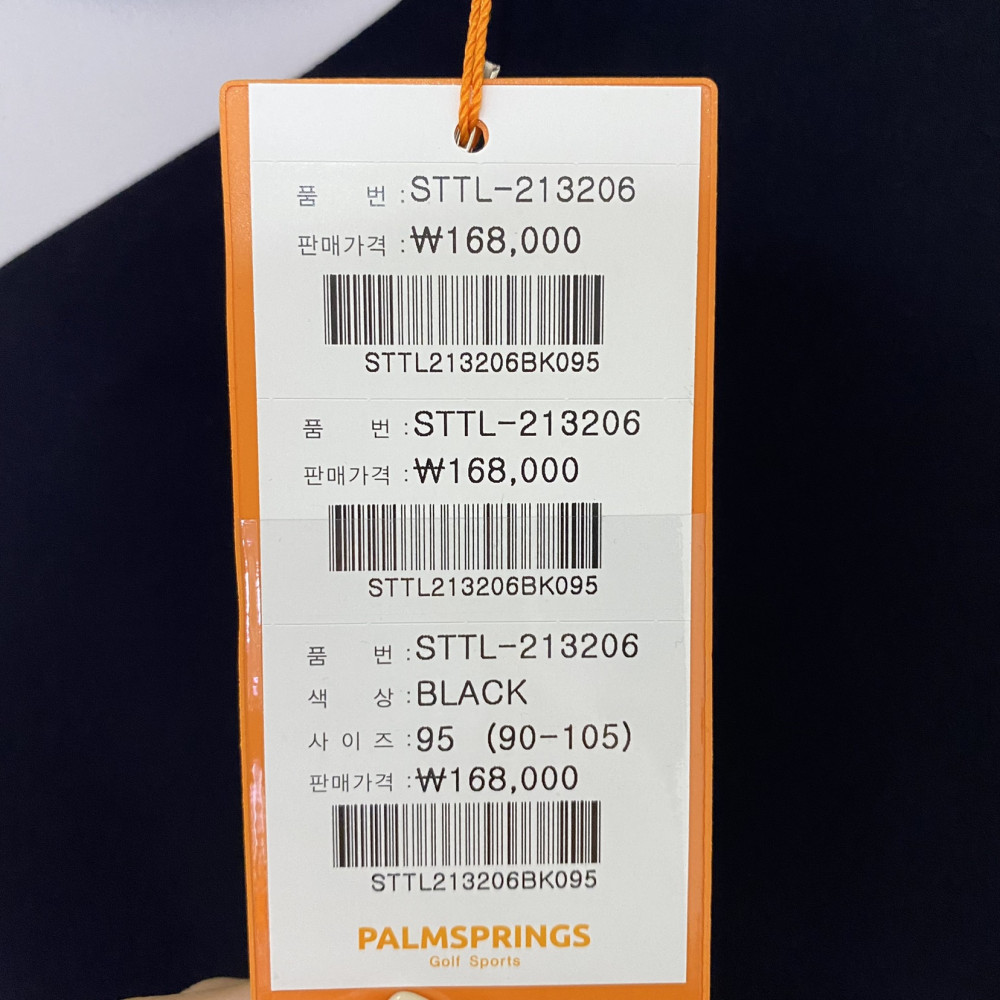 품 번 : STTL-213206
판매가격 : ₩168,000
STTL213206BK095
품 번 : STTL-213206
판매가격 : ₩168,000
STTL213206BK095
품 번 : STTL-213206
색 상 : BLACK
사 이 즈 : 95 (90-105)
판매가격 : ₩168,000
STTL213206BK095
PALMSPRINGS
Golf Sports